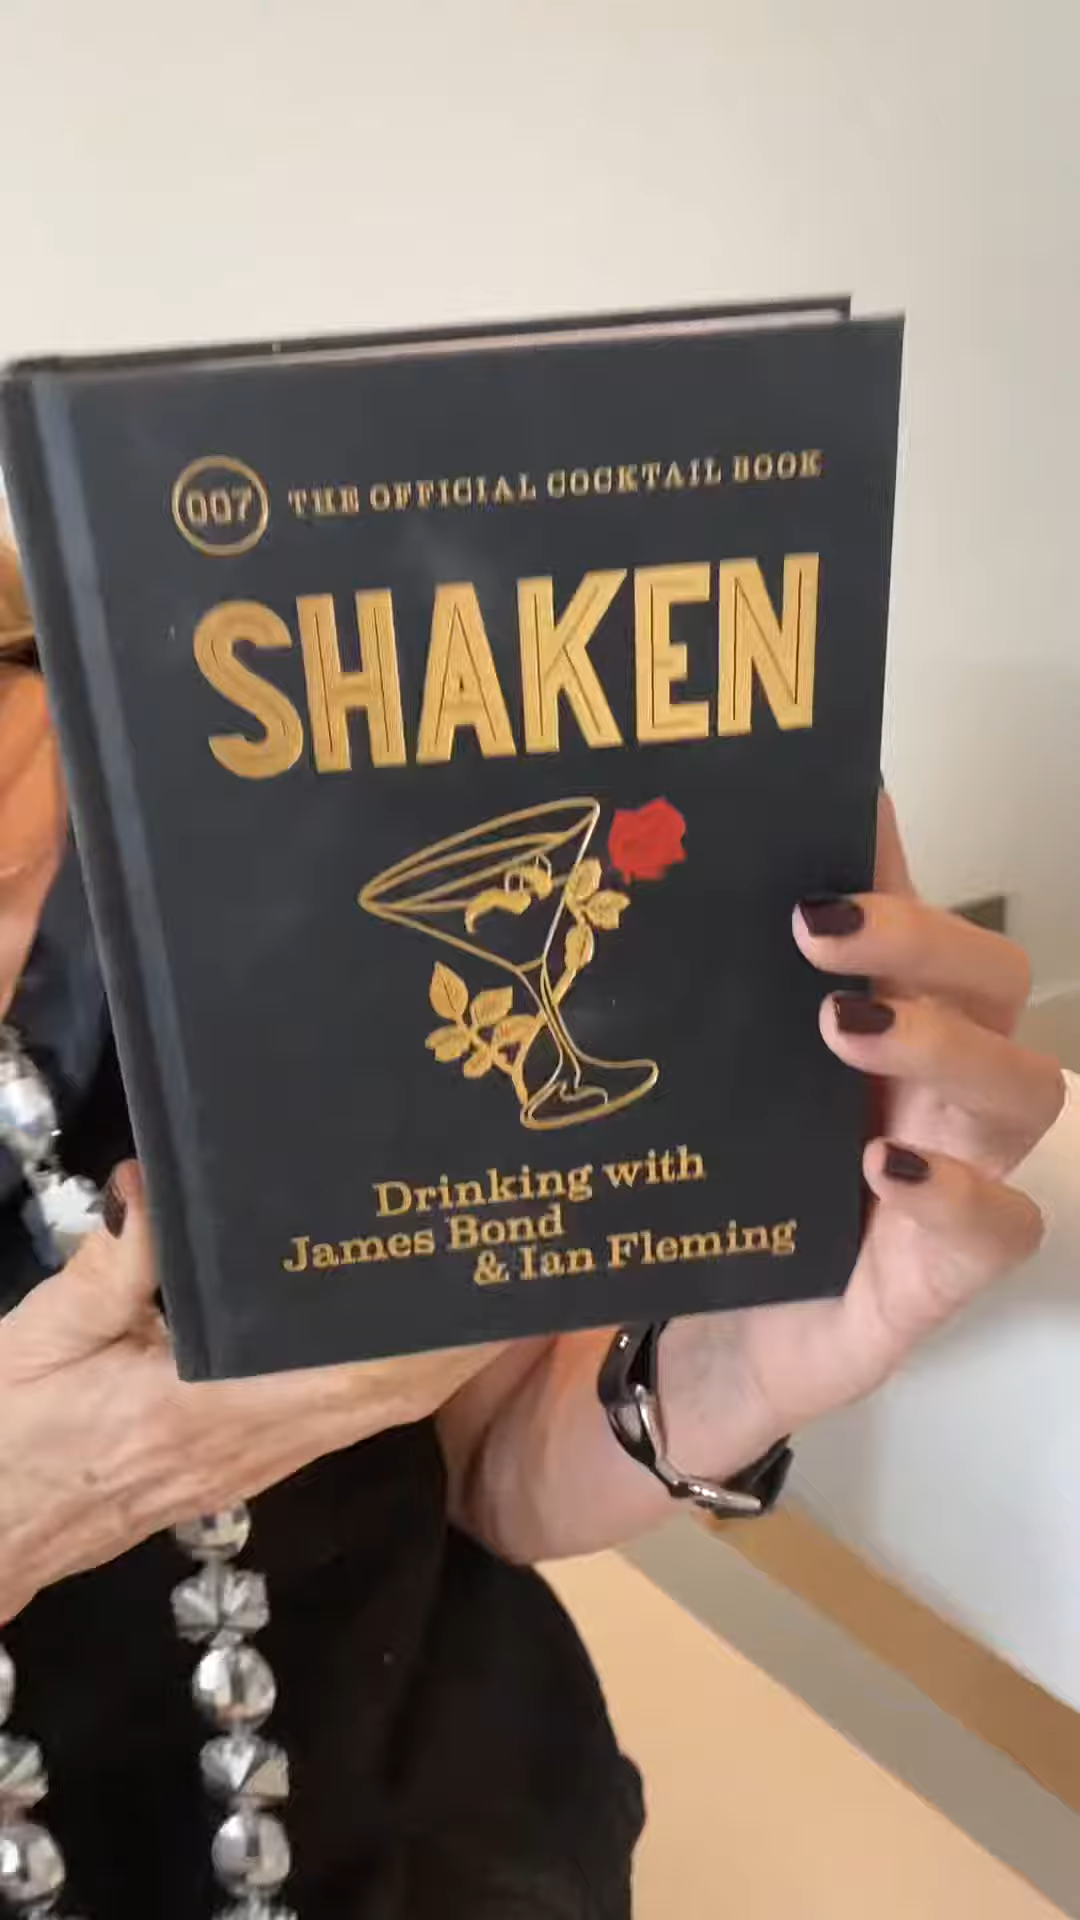 007 THE OFFICIAL COCKTAIL BOOK
SHAKEN
Drinking with
James Bond
& Ian Fleming